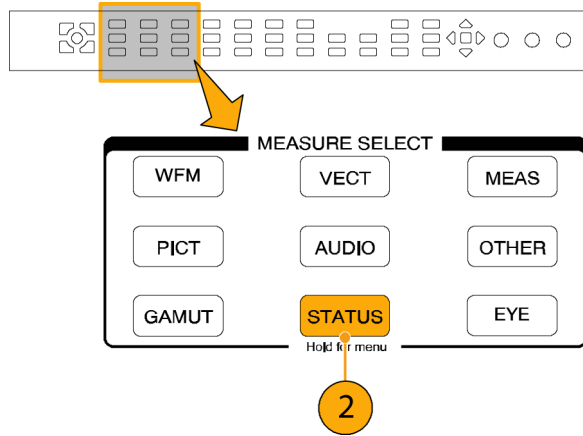 MEASURE SELECT
WFM VECT MEAS
PICT AUDIO OTHER
GAMUT STATUS EYE
Hold for menu
2